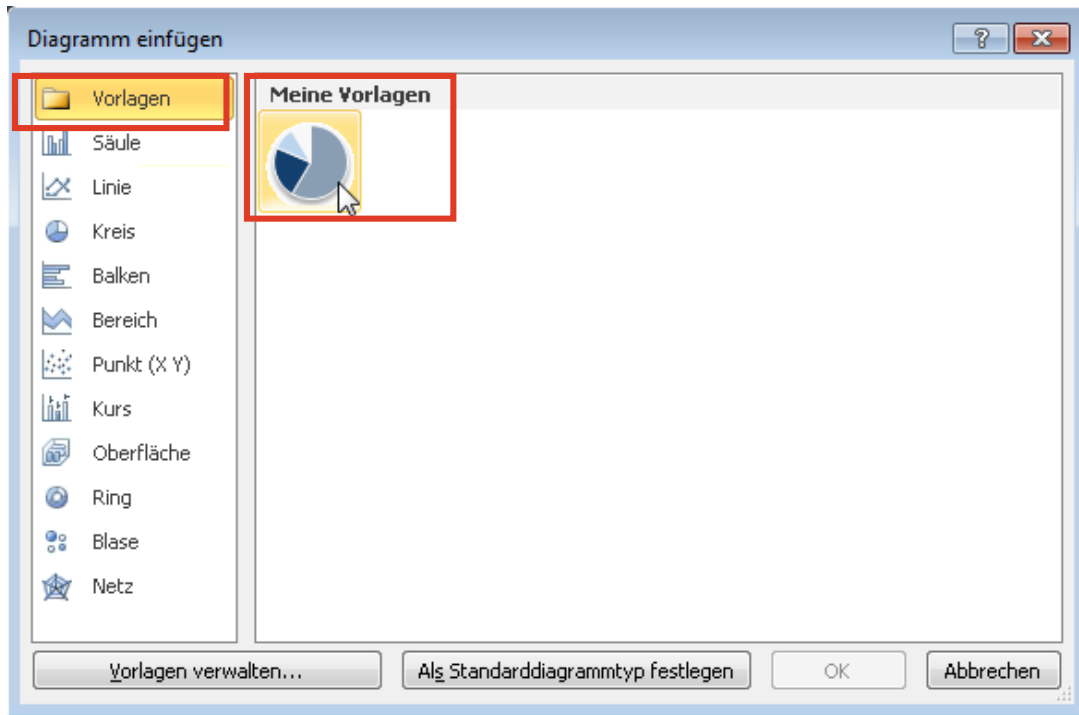 Diagramm einfügen
?
Vorlagen
Säule
Linie
Kreis
Balken
Bereich
Punkt (X Y)
Kurs
Oberfläche
Ring
Blase
Netz
Meine Vorlagen
Vorlagen verwalten...
Als Standarddiagrammtyp festlegen
OK
Abbrechen